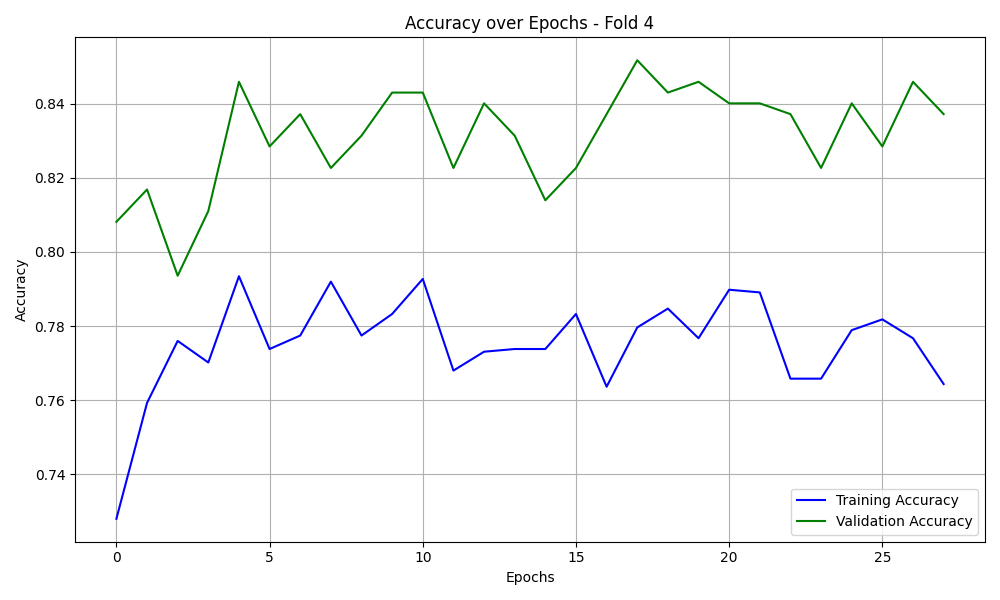 Accuracy over Epochs - Fold 4
Accuracy
0.84
0.82
0.80
0.78
0.76
0.74
0
5
10
15
20
25
Epochs
Training Accuracy
Validation Accuracy